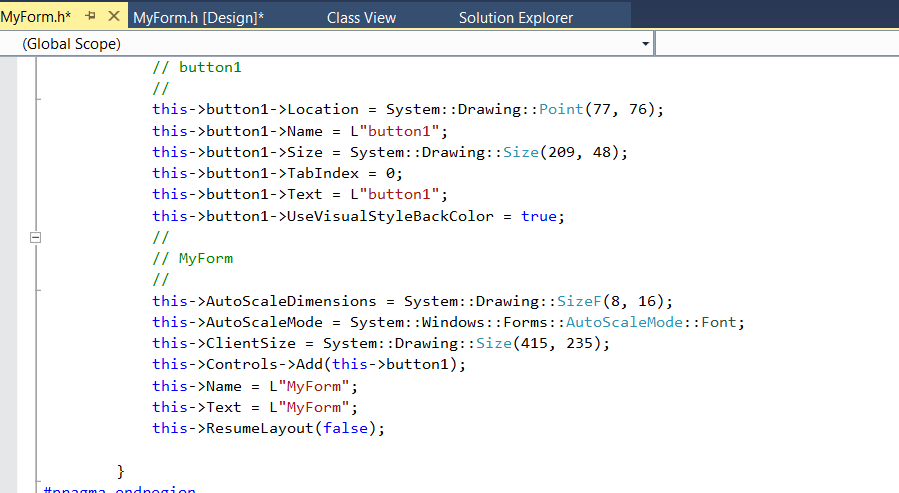 MyForm.h* MyForm.h [Design]* Class View Solution Explorer
(Global Scope)
// button1
//
this->button1->Location = System::Drawing::Point(77, 76);
this->button1->Name = L"button1";
this->button1->Size = System::Drawing::Size(209, 48);
this->button1->TabIndex = 0;
this->button1->Text = L"button1";
this->button1->UseVisualStyleBackColor = true;
//
// MyForm
//
this->AutoScaleDimensions = System::Drawing::SizeF(8, 16);
this->AutoScaleMode = System::Windows::Forms::AutoScaleMode::Font;
this->ClientSize = System::Drawing::Size(415, 235);
this->Controls->Add(this->button1);
this->Name = L"MyForm";
this->Text = L"MyForm";
this->ResumeLayout(false);
}
#pragma endregion